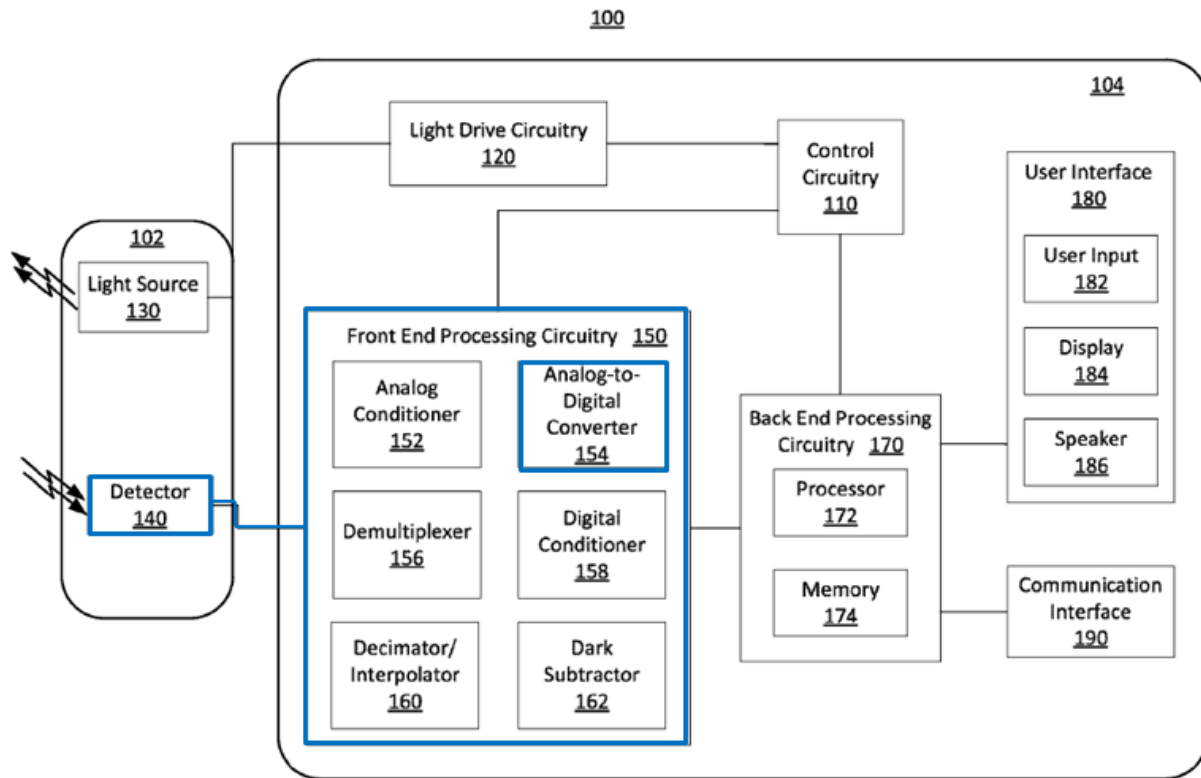 100
104
Light Drive Circuitry
120
Control
Circuitry
110
User Interface
180
User Input
182
Display
184
Speaker
186
102
Light Source
130
Detector
140
Front End Processing Circuitry 150
Analog
Conditioner
152
Analog-to-
Digital
Converter
154
Demultiplexer
156
Digital
Conditioner
158
Decimator/
Interpolator
160
Dark
Subtractor
162
Back End Processing
Circuitry 170
Processor
172
Memory
174
Communication
Interface
190